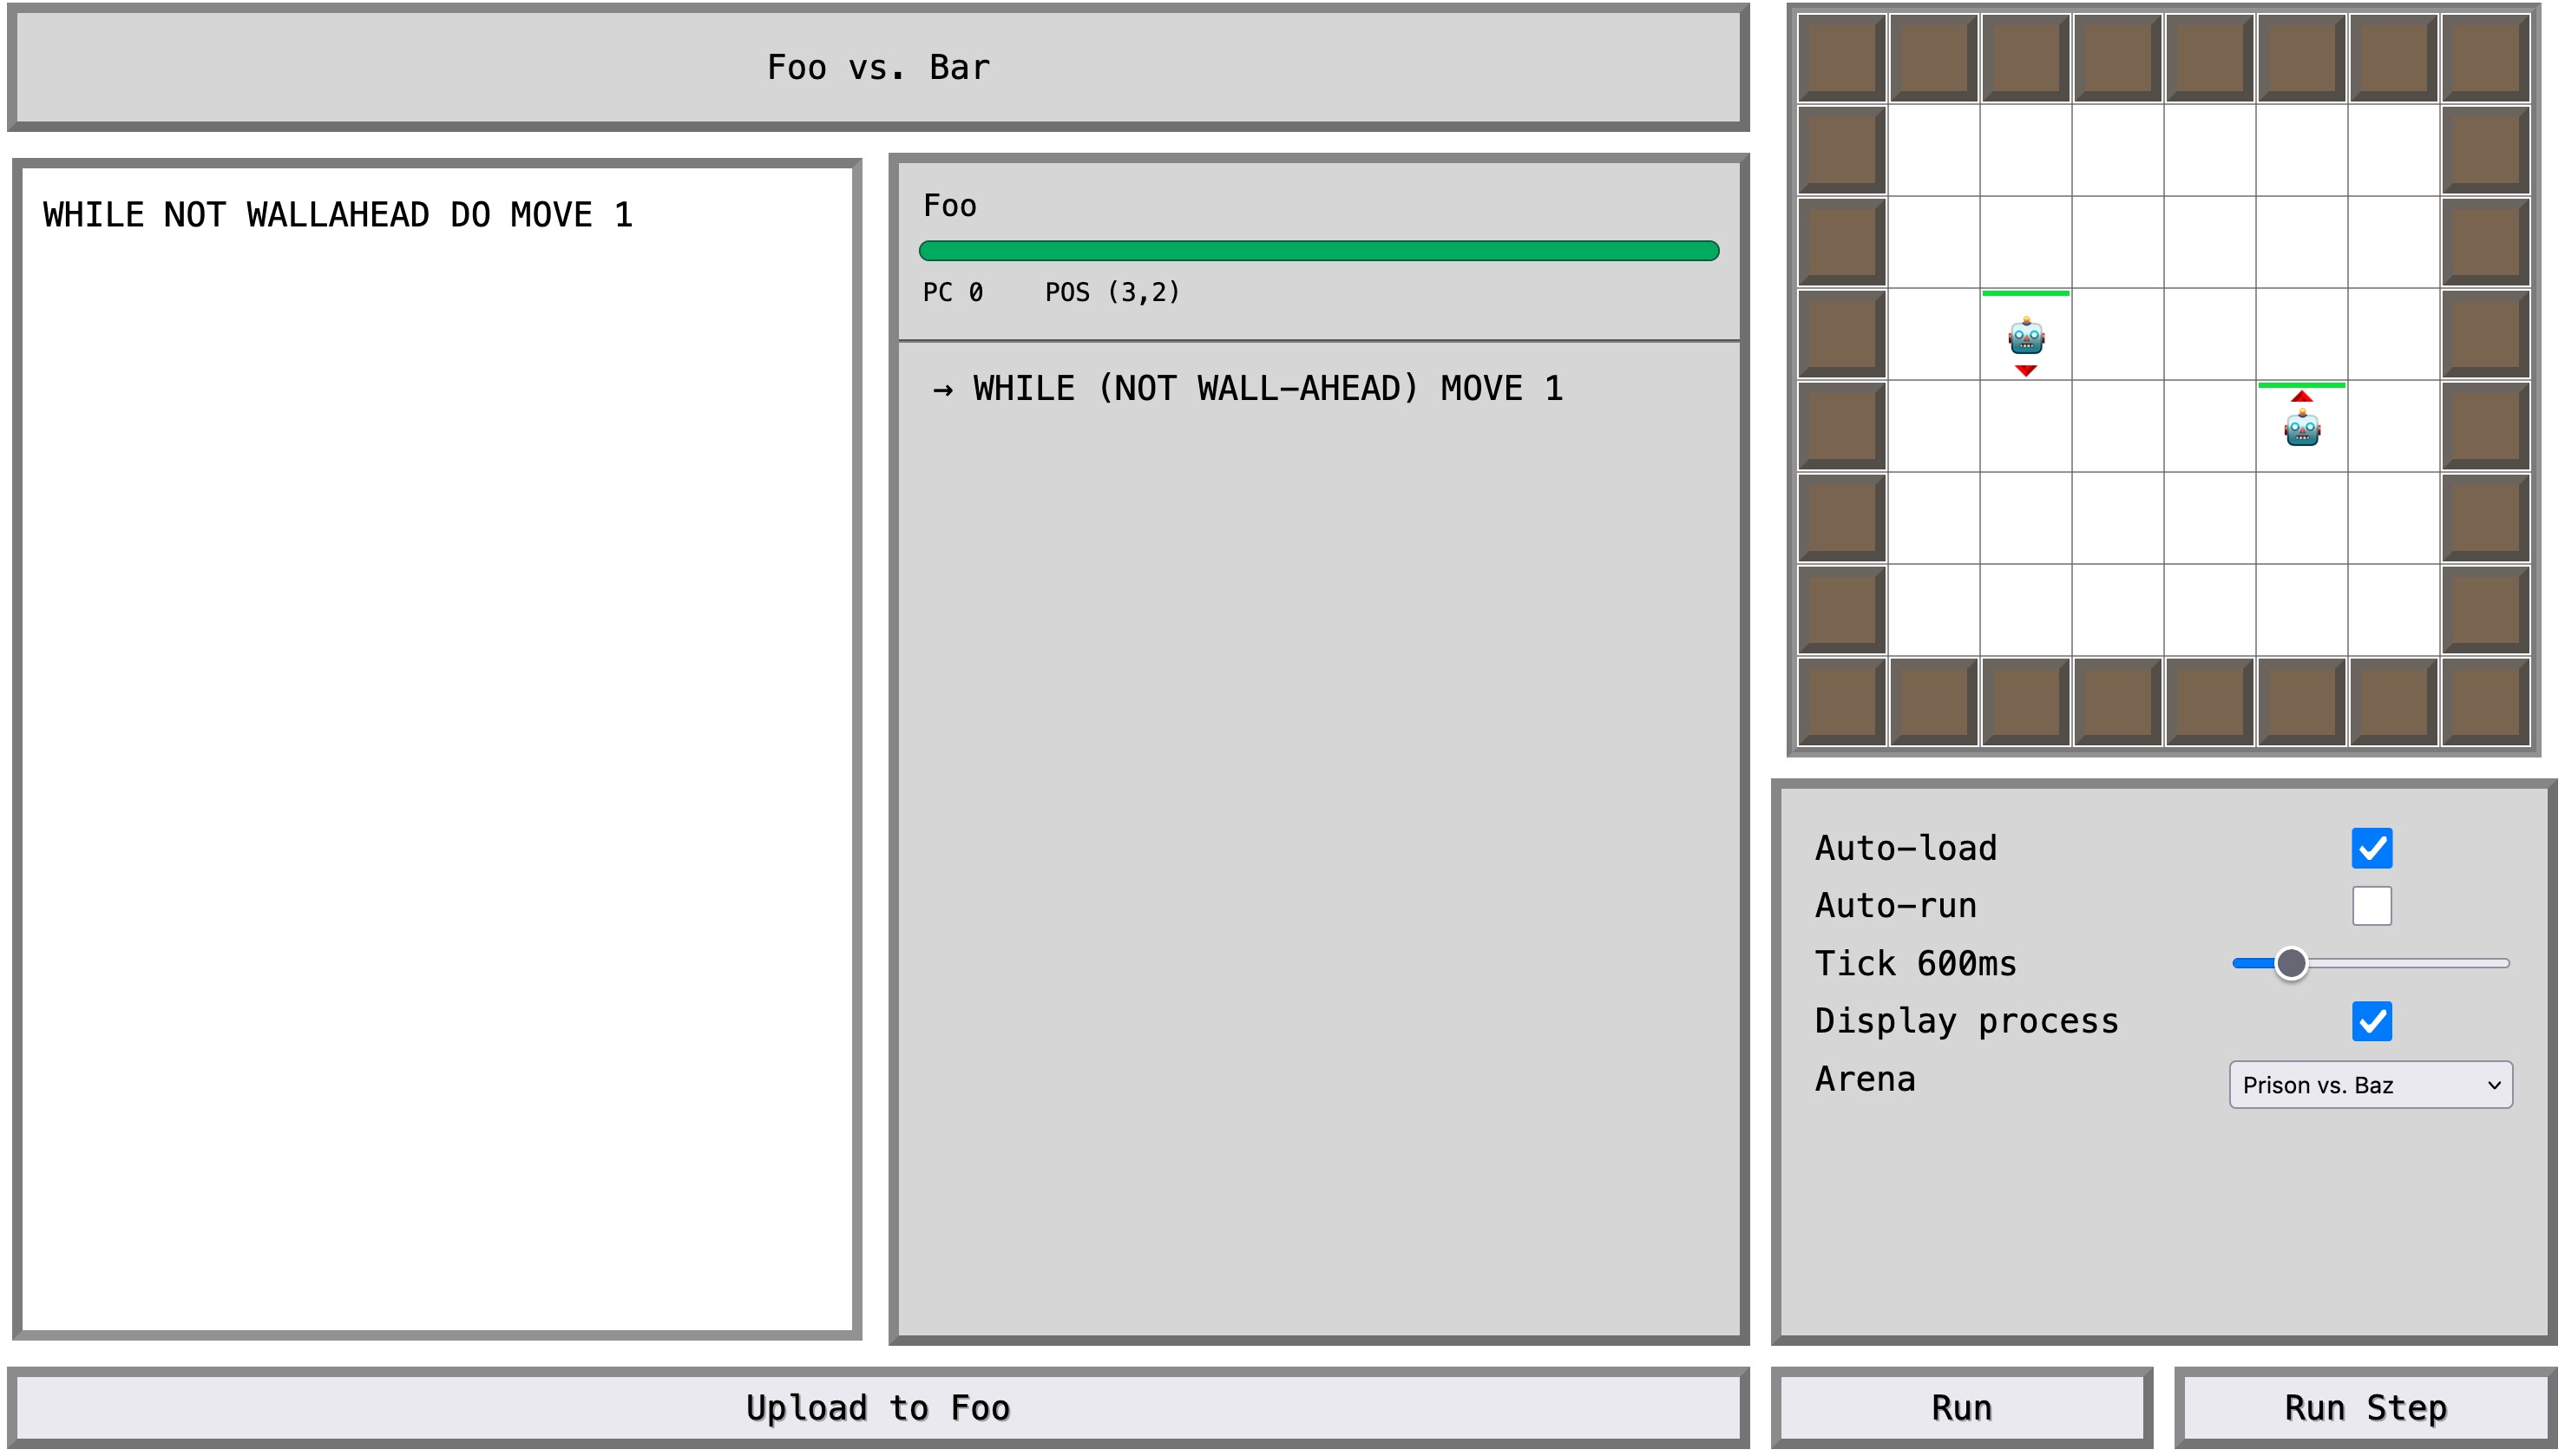 Foo vs. Bar
WHILE NOT WALLAHEAD DO MOVE 1
Foo
PC 0 POS (3,2)
→ WHILE (NOT WALL-AHEAD) MOVE 1
Auto-load
Auto-run
Tick 600ms
Display process
Arena Prison vs. Baz
Upload to Foo
Run
Run Step